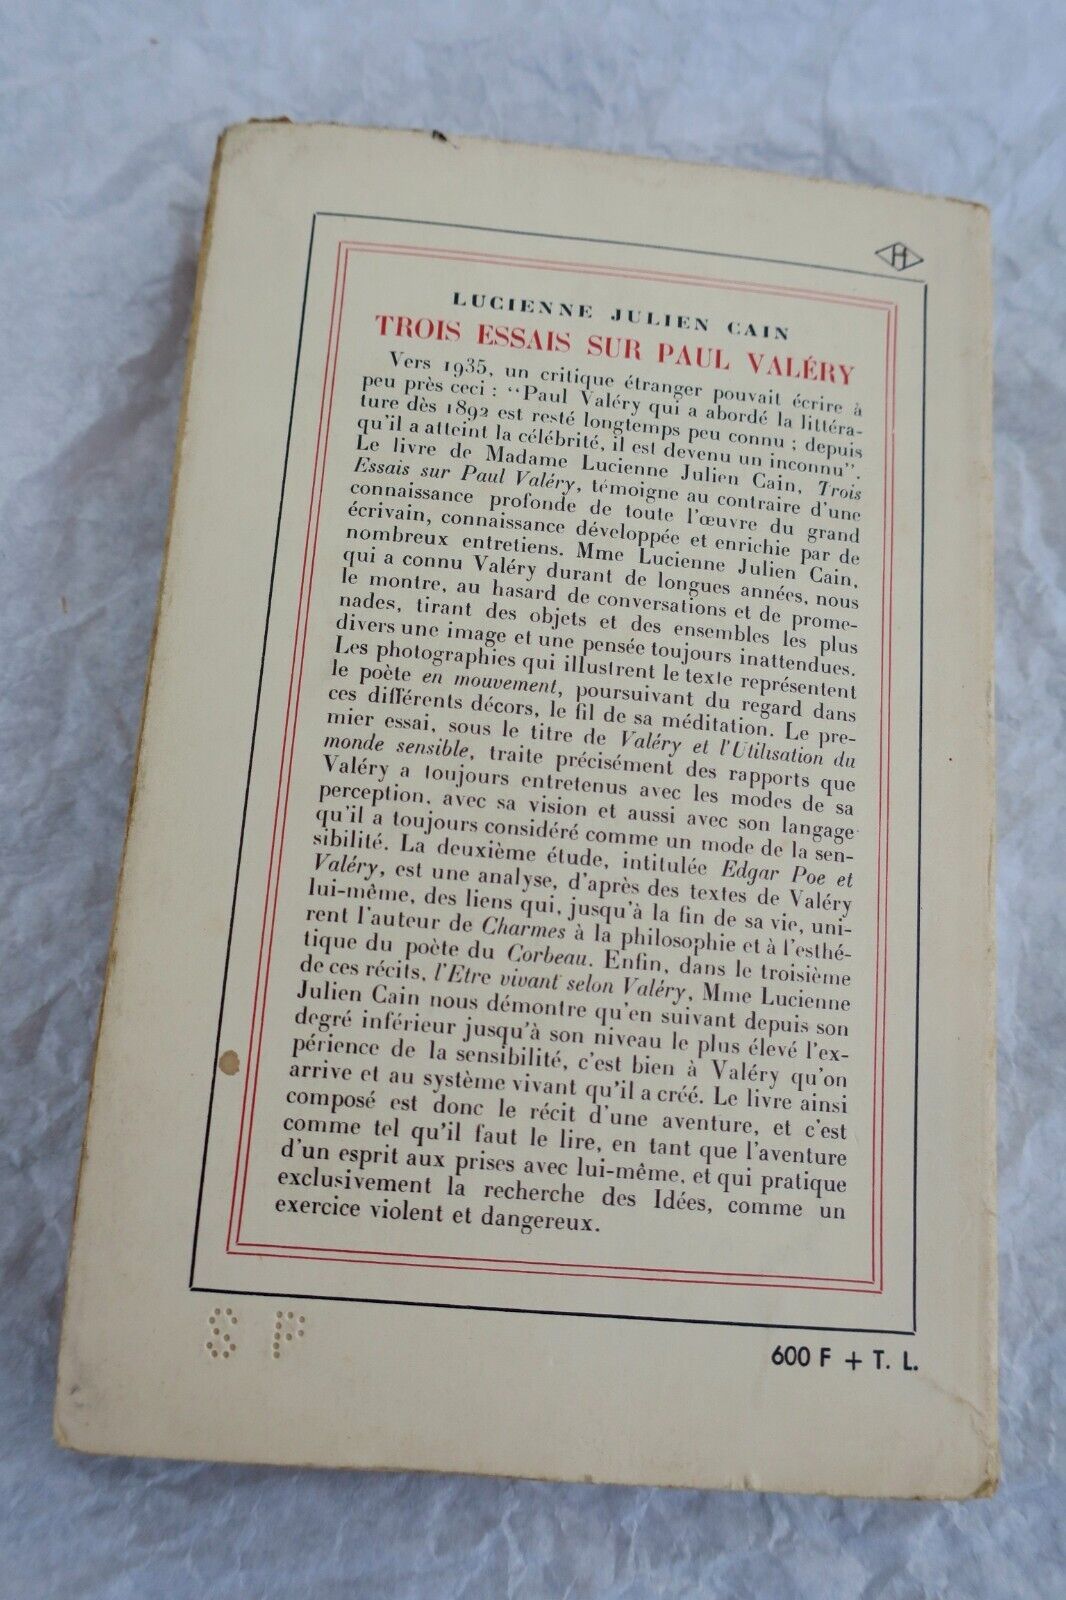 H
LUCIENNE JULIEN CAIN
TROIS ESSAIS SUR PAUL VALÉRY
Vers 1935, un critique étranger pouvait écrire à
peu près ceci : "Paul Valéry qui a abordé la littéra-
ture dès 1892 est resté longtemps peu connu ; depuis
qu'il a atteint la célébrité, il est devenu un inconnu".
Le livre de Madame Lucienne Julien Cain, Trois
Essais sur Paul Valéry, témoigne au contraire d'une
connaissance profonde de toute l'œuvre du grand
écrivain, connaissance développée et enrichie par de
nombreux entretiens. Mme Lucienne Julien Cain,
qui a connu Valéry durant de longues années, nous
le montre, au hasard de conversations et de prome-
nades, tirant des objets et des ensembles les plus
divers une image et une pensée toujours inattendues.
Les photographies qui illustrent le texte représentent
le poète en mouvement, poursuivant du regard dans
ces différents décors, le fil de sa méditation. Le pre-
mier essai, sous le titre de Valéry et l'Utilisation du
monde sensible, traite précisément des rapports que
Valéry a toujours entretenus avec les modes de sa
perception, avec sa vision et aussi avec son langage
qu'il a toujours considéré comme un mode de la sen-
sibilité. La deuxième étude, intitulée Edgar Poe et
Valéry, est une analyse, d'après des textes de Valéry
lui-même, des liens qui, jusqu'à la fin de sa vie, uni-
rent l'auteur de Charmes à la philosophie et à l'esthé-
tique du poète du Corbeau. Enfin, dans le troisième
de ces récits, l'Etre vivant selon Valéry, Mme Lucienne
Julien Cain nous démontre qu'en suivant depuis son
degré inférieur jusqu'à son niveau le plus élevé l'ex-
périence de la sensibilité, c'est bien à Valéry qu'on
arrive et au système vivant qu'il a créé. Le livre ainsi
composé est donc le récit d'une aventure, et c'est
comme tel qu'il faut le lire, en tant que l'aventure
d'un esprit aux prises avec lui-même, et qui pratique
exclusivement la recherche des Idées, comme un
exercice violent et dangereux.
S P
600 F + T. L.